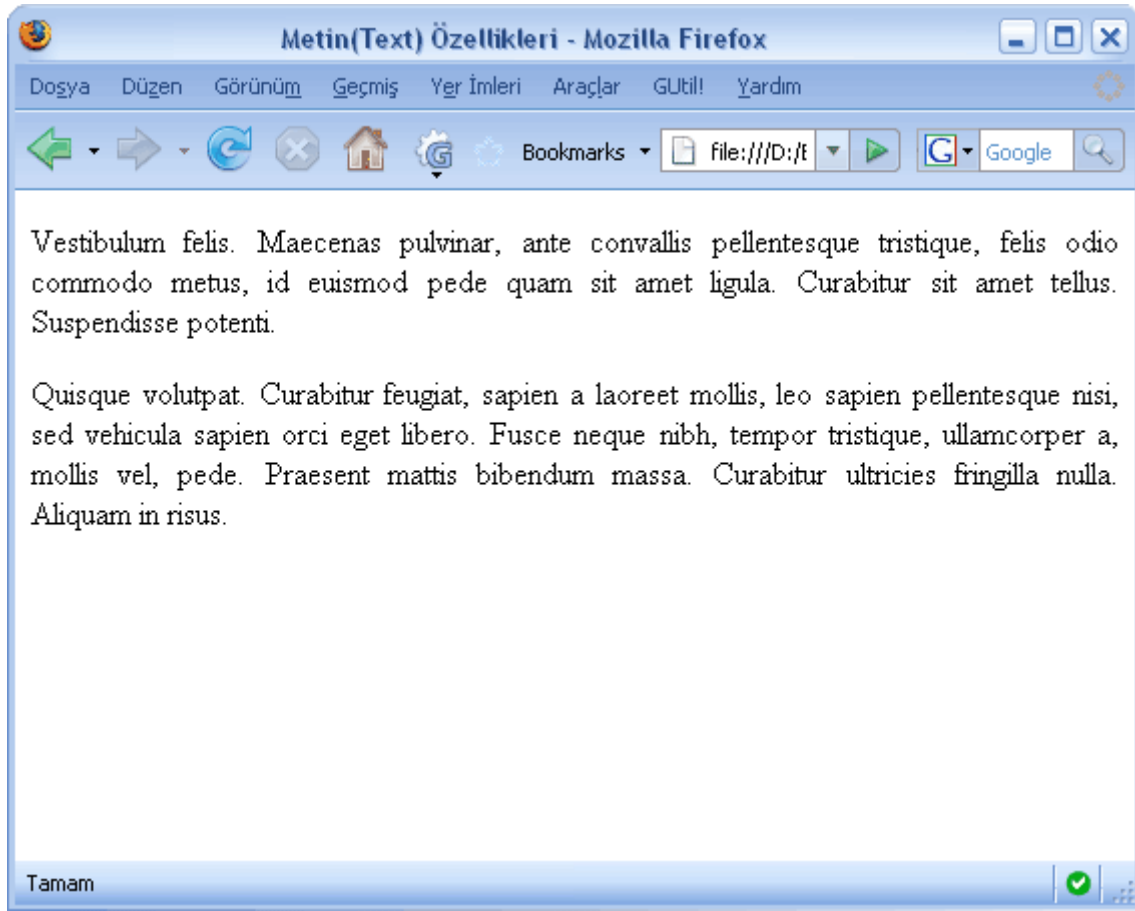 Metin(Text) Özellikleri - Mozilla Firefox
Dosya Düzen Görünüm Geçmiş Yer İmleri Araçlar GUtil! Yardım
Bookmarks file:///D:/E G Google
Vestibulum felis. Maecenas pulvinar, ante convallis pellentesque tristique, felis odio
commodo metus, id euismod pede quam sit amet ligula. Curabitur sit amet tellus.
Suspendisse potenti.
Quisque volutpat. Curabitur feugiat, sapien a laoreet mollis, leo sapien pellentesque nisi,
sed vehicula sapien orci eget libero. Fusce neque nibh, tempor tristique, ullamcorper a,
mollis vel, pede. Praesent mattis bibendum massa. Curabitur ultricies fringilla nulla.
Aliquam in risus.
Tamam